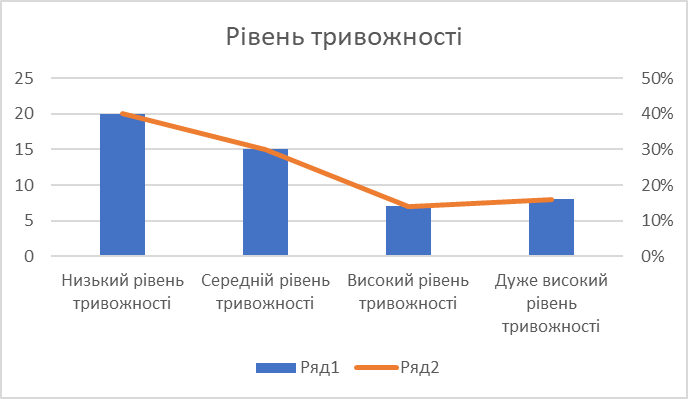 Рівень тривожності
25
20
15
10
5
0
50%
40%
30%
20%
10%
0%
Низький рівень
тривожності
Середній рівень
тривожності
Високий рівень
тривожності
Дуже високий
рівень
тривожності
Ряд1
Ряд2